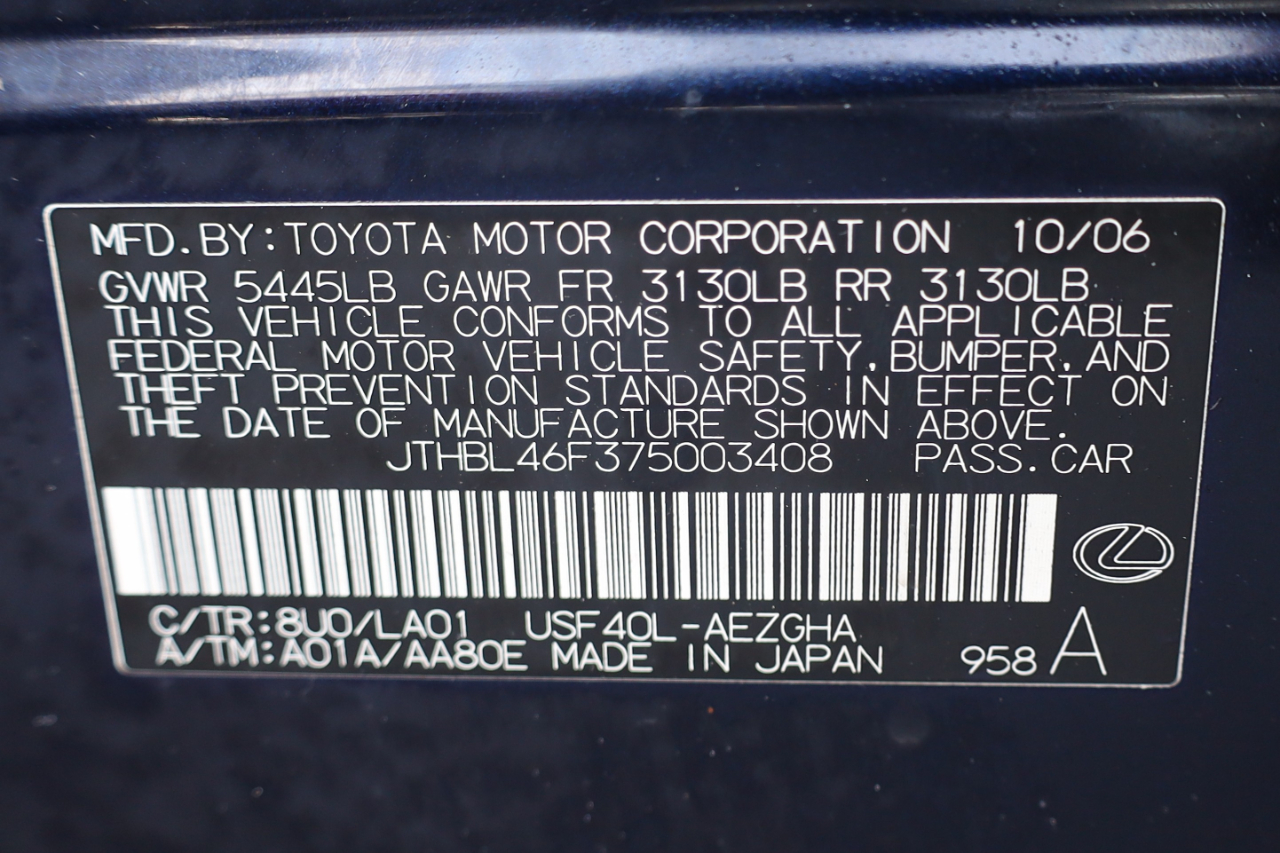 MFD.BY:TOYOTA MOTOR CORPORATION 10/06
GVWR 5445LB GAWR FR 3130LB RR 3130LB
THIS VEHICLE CONFORMS TO ALL APPLICABLE
FEDERAL MOTOR VEHICLE SAFETY,BUMPER,AND
THEFT PREVENTION STANDARDS IN EFFECT ON
THE DATE OF MANUFACTURE SHOWN ABOVE.
JTHBL46F375003408 PASS.CAR
C/TR:8U0/LA01 USF40L-AEZGHA
A/TM:A01A/AA80E MADE IN JAPAN 958 A